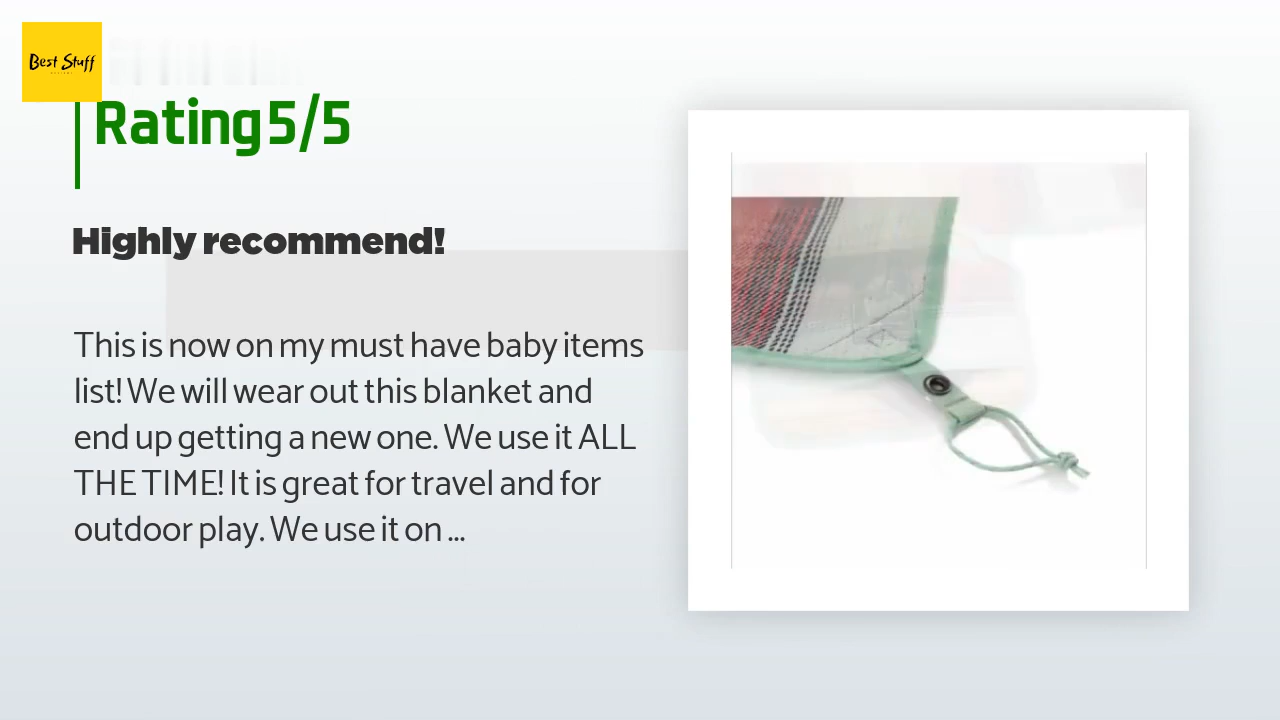 Best Stuff
Rating 5/5
Highly recommend!
This is now on my must have baby items
list! We will wear out this blanket and
end up getting a new one. We use it ALL
THE TIME! It is great for travel and for
outdoor play. We use it on ...